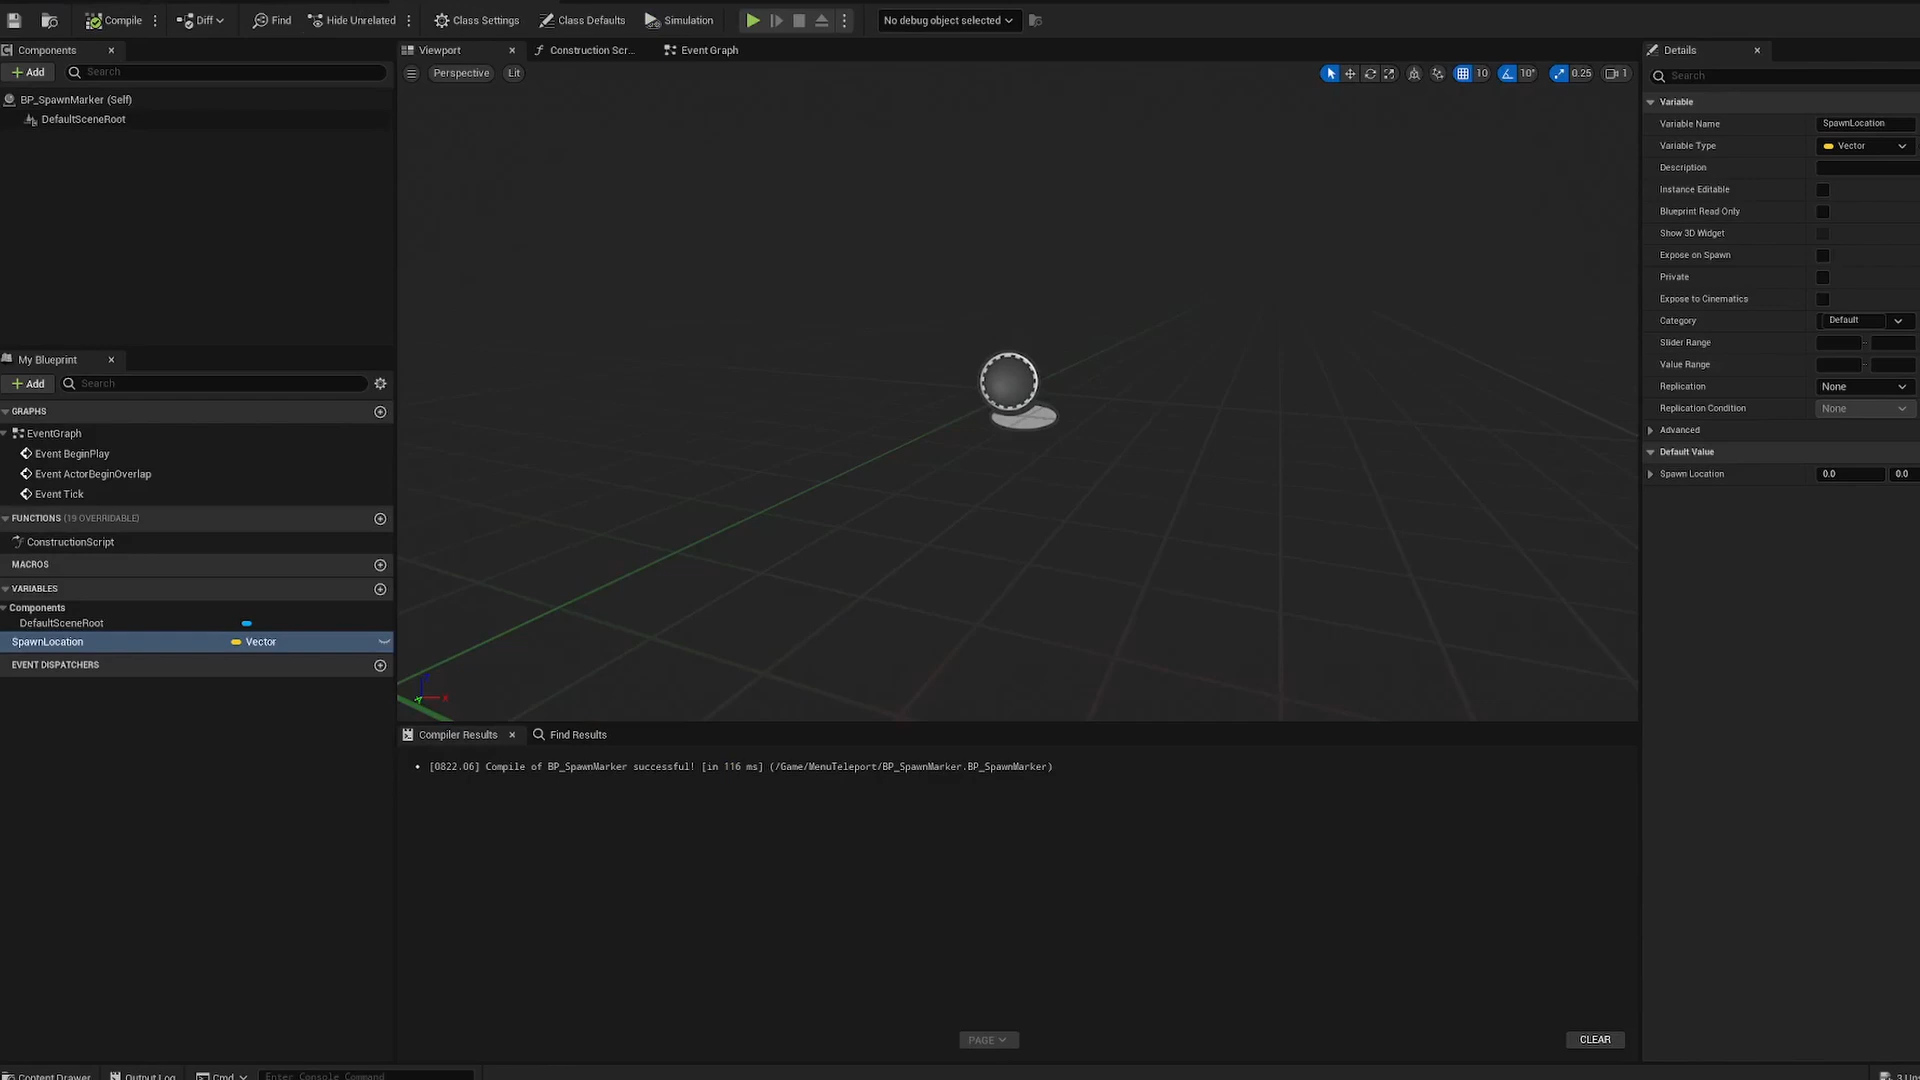 Compile Diff Find Hide Unrelated Class Settings Class Defaults Simulation No debug object selected
Components
Add Search
BP_SpawnMarker (Self)
DefaultSceneRoot
My Blueprint
Add Search
GRAPHS
EventGraph
Event BeginPlay
Event ActorBeginOverlap
Event Tick
FUNCTIONS (19 OVERRIDABLE)
ConstructionScript
MACROS
VARIABLES
Components
DefaultSceneRoot
SpawnLocation Vector
EVENT DISPATCHERS
Viewport Construction Scr... Event Graph
Perspective Lit 10 10° 0.25 1
Z
Y X
Compiler Results Find Results
• [0822.06] Compile of BP_SpawnMarker successful! [in 116 ms] (/Game/MenuTeleport/BP_SpawnMarker.BP_SpawnMarker)
PAGE CLEAR
Details
Search
Variable
Variable Name SpawnLocation
Variable Type Vector
Description
Instance Editable
Blueprint Read Only
Show 3D Widget
Expose on Spawn
Private
Expose to Cinematics
Category Default
Slider Range
Value Range
Replication None
Replication Condition None
Advanced
Default Value
Spawn Location 0.0 0.0
Content Drawer Output Log Cmd Enter Console Command